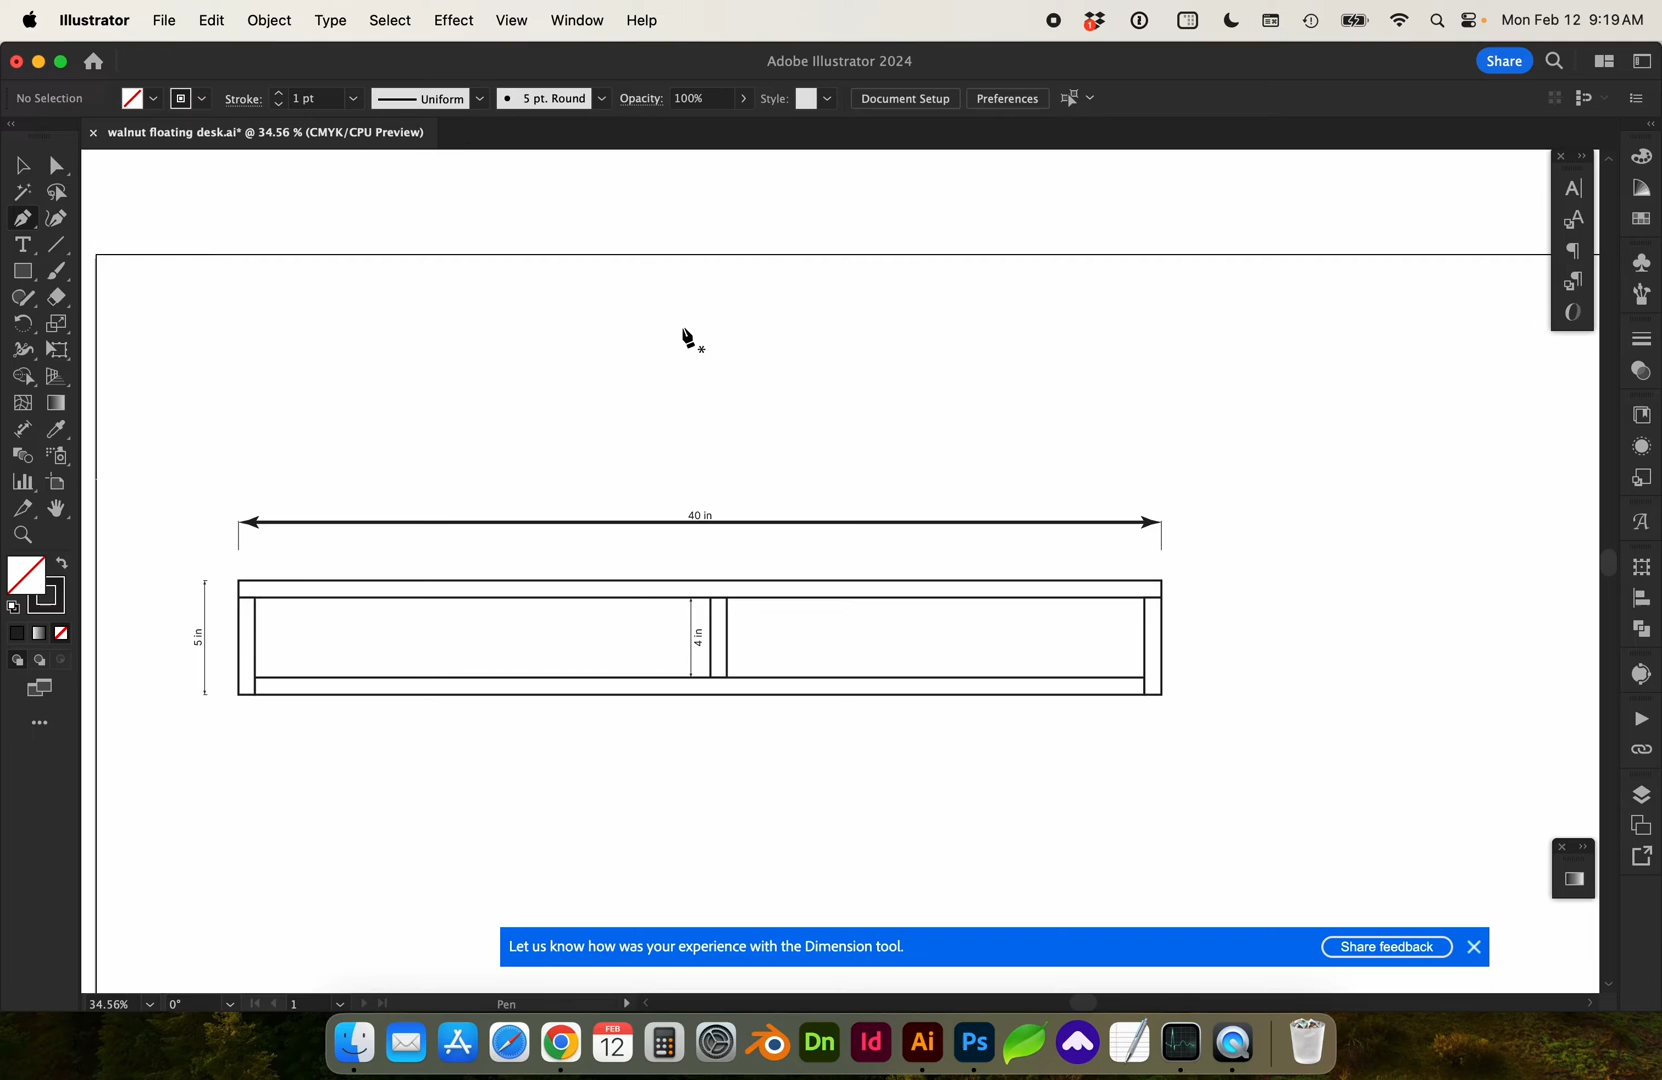 Illustrator File Edit Object Type Select Effect View Window Help Mon Feb 12 9:19 AM
Adobe Illustrator 2024
Share
No Selection Stroke: 1 pt Uniform 5 pt. Round Opacity: 100% Style: Document Setup Preferences
walnut floating desk.ai* @ 34.56 % (CMYK/CPU Preview)
40 in
5 in
4 in
Let us know how was your experience with the Dimension tool. Share feedback
34.56% 0° 1 Pen
FEB
12
Dn Id Ai Ps